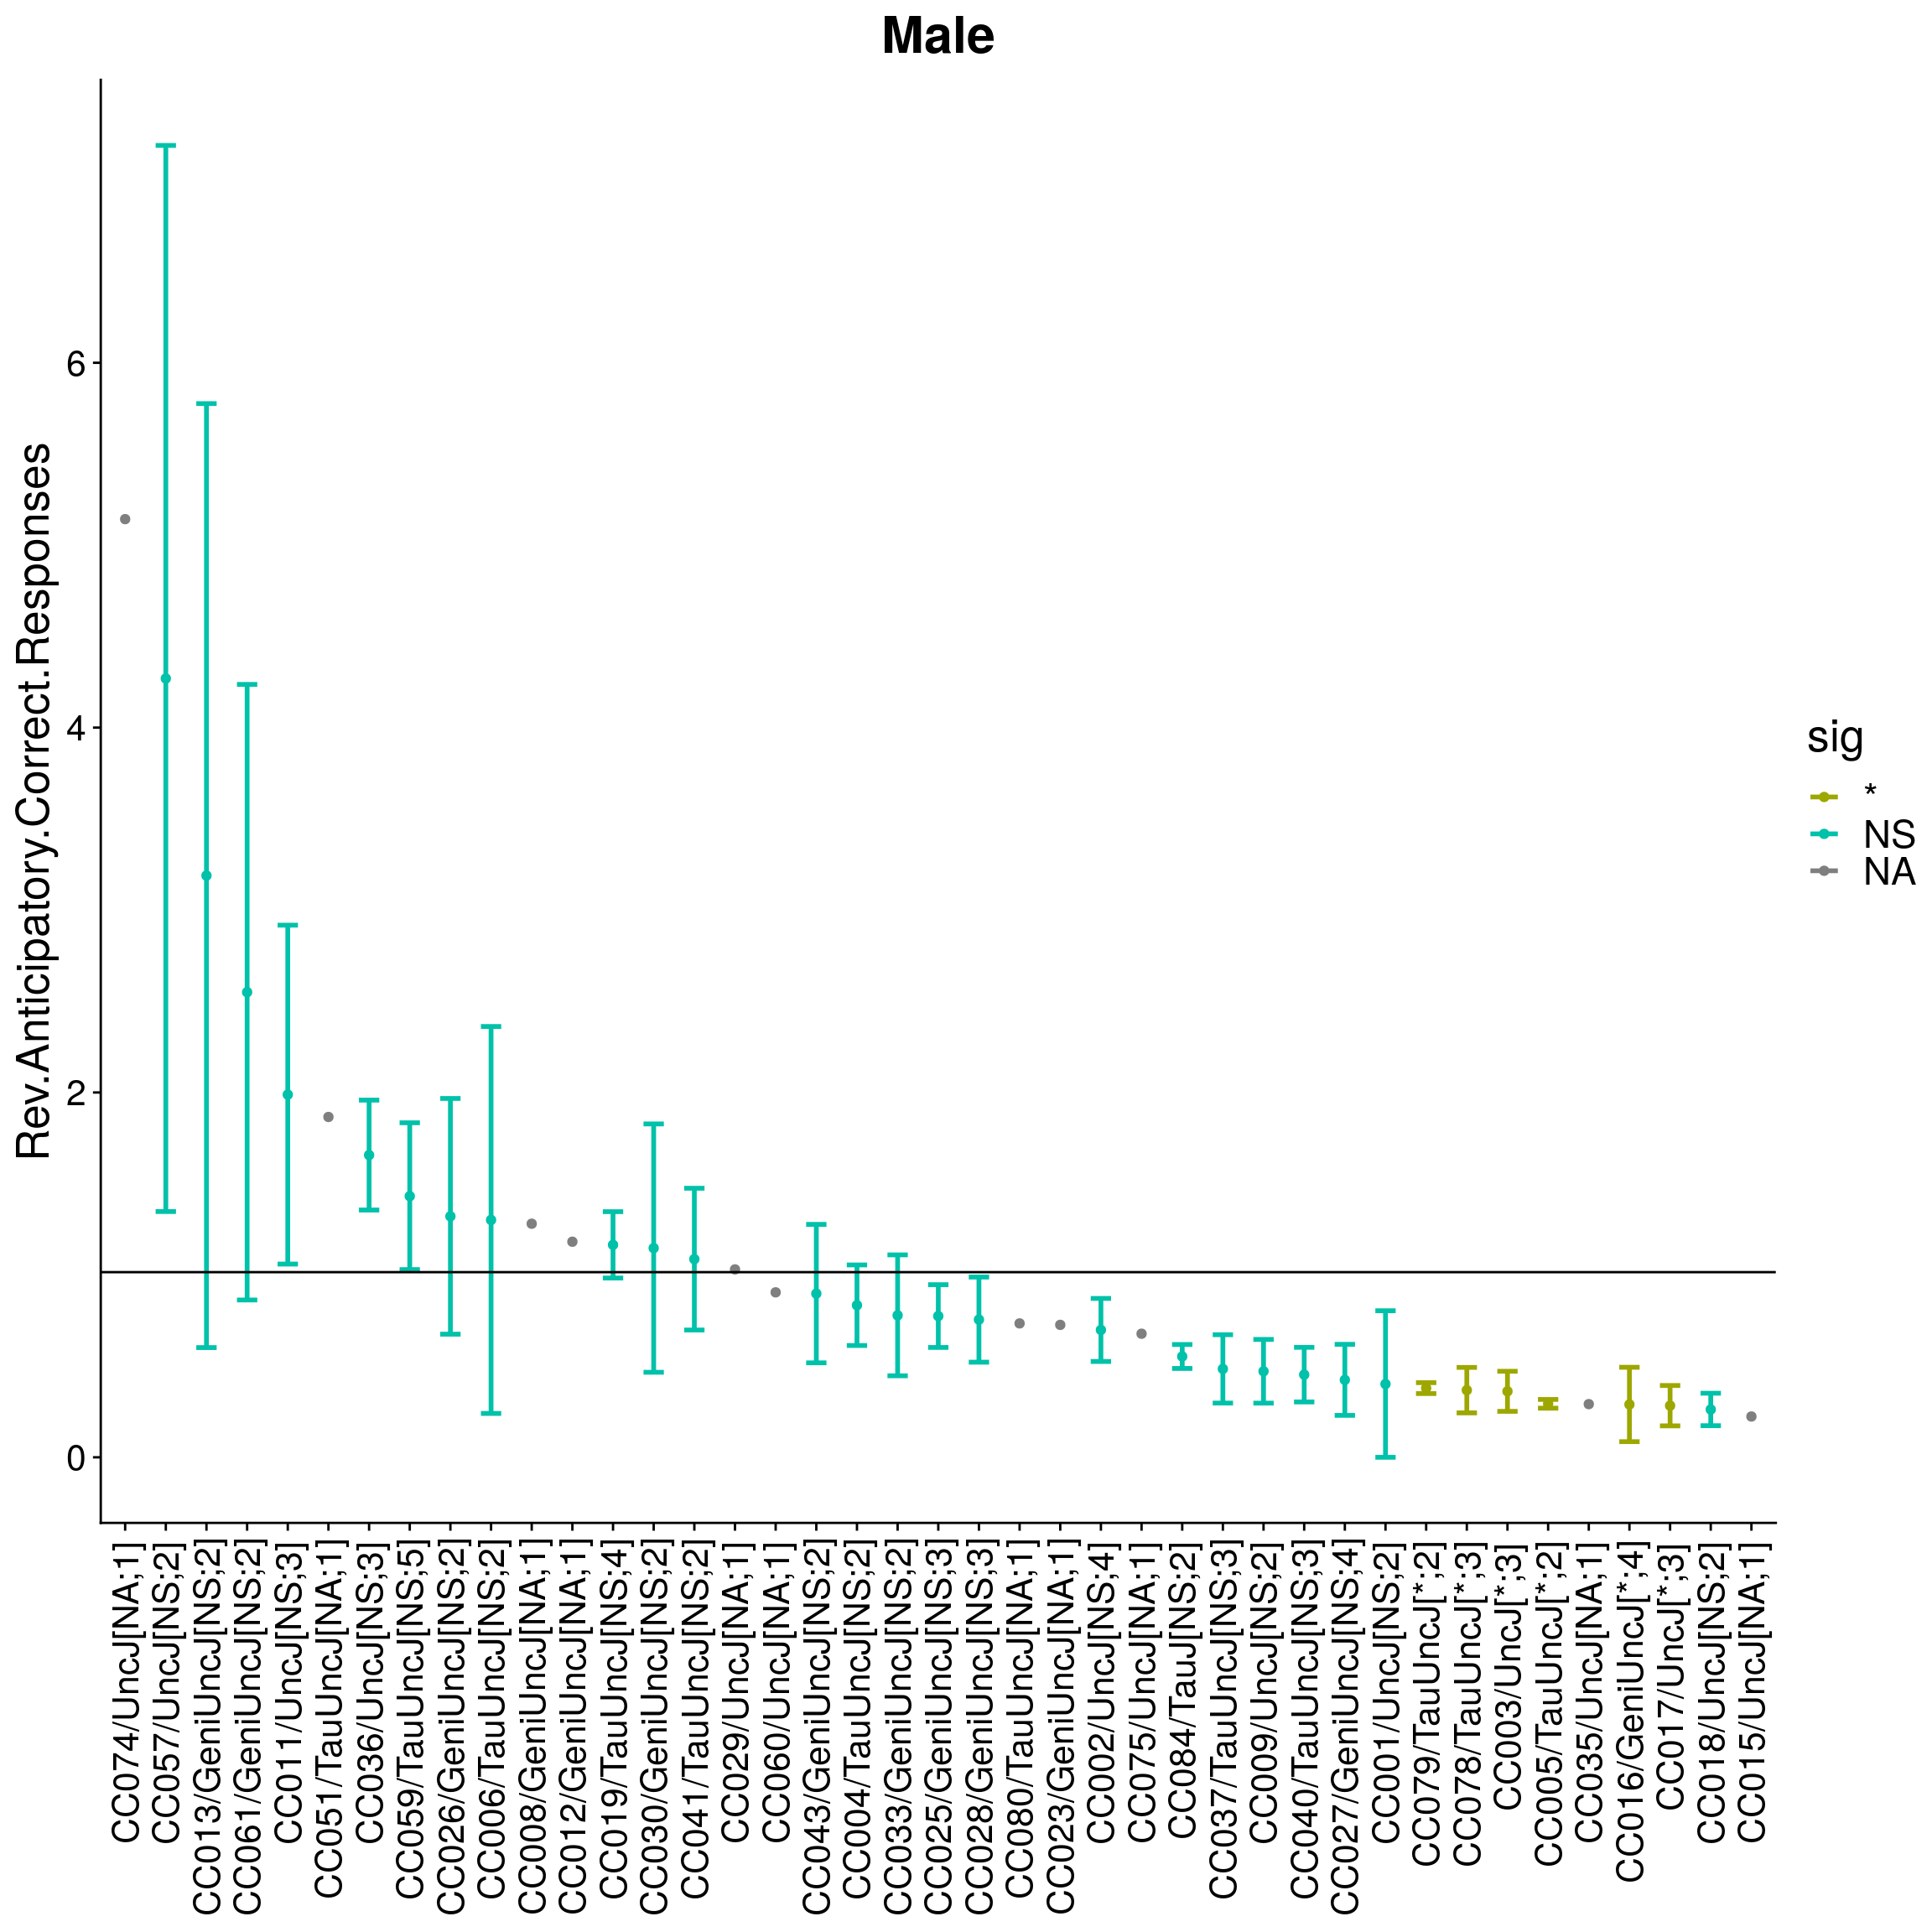 Male
Rev.Anticipatory.Correct.Responses
6
4
2
0
CC074/UncJ[NA;1]
CC057/UncJ[NS;2]
CC013/GeniUncJ[NS;2]
CC061/GeniUncJ[NS;2]
CC011/UncJ[NS;3]
CC051/TauUncJ[NA;1]
CC036/UncJ[NS;3]
CC059/TauUncJ[NS;5]
CC026/GeniUncJ[NS;2]
CC006/TauUncJ[NS;2]
CC008/GeniUncJ[NA;1]
CC012/GeniUncJ[NA;1]
CC019/TauUncJ[NS;4]
CC030/GeniUncJ[NS;2]
CC041/TauUncJ[NS;2]
CC029/UncJ[NA;1]
CC060/UncJ[NA;1]
CC043/GeniUncJ[NS;2]
CC004/TauUncJ[NS;2]
CC033/GeniUncJ[NS;2]
CC025/GeniUncJ[NS;3]
CC028/GeniUncJ[NS;3]
CC080/TauUncJ[NA;1]
CC023/GeniUncJ[NA;1]
CC002/UncJ[NS;4]
CC075/UncJ[NA;1]
CC084/TauJ[NS;2]
CC037/TauUncJ[NS;3]
CC009/UncJ[NS;2]
CC040/TauUncJ[NS;3]
CC027/GeniUncJ[NS;4]
CC001/UncJ[NS;2]
CC079/TauUncJ[*;2]
CC078/TauUncJ[*;3]
CC003/UncJ[*;3]
CC005/TauUncJ[*;2]
CC035/UncJ[NA;1]
CC016/GeniUncJ[*;4]
CC017/UncJ[*;3]
CC018/UncJ[NS;2]
CC015/UncJ[NA;1]
sig
*
NS
NA